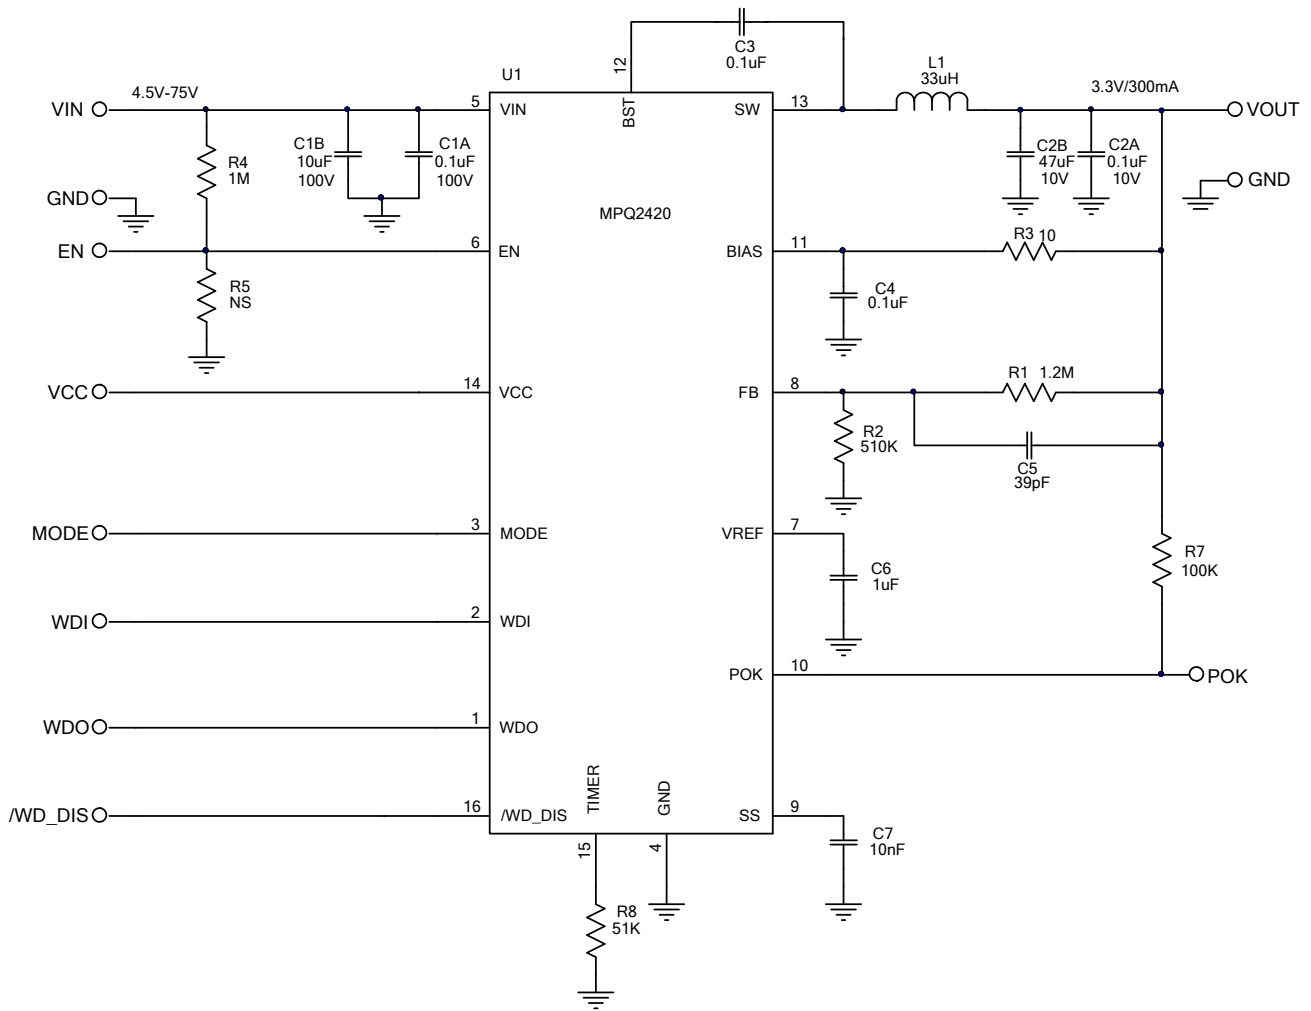 C3
0.1uF
12
U1
L1
33uH
4.5V-75V
3.3V/300mA
VIN
5
VIN
BST
SW
13
VOUT
R4
1M
C1B
10uF
100V
C1A
0.1uF
100V
C2B
47uF
10V
C2A
0.1uF
10V
GND
GND
MPQ2420
EN
6
EN
BIAS
11
R3 10
R5
NS
C4
0.1uF
VCC
14
VCC
FB
8
R1 1.2M
R2
510K
C5
39pF
MODE
3
MODE
VREF
7
C6
1uF
R7
100K
WDI
2
WDI
POK
10
POK
WDO
1
WDO
TIMER
GND
/WD_DIS
16
/WD_DIS
SS
9
C7
10nF
15
4
R8
51K